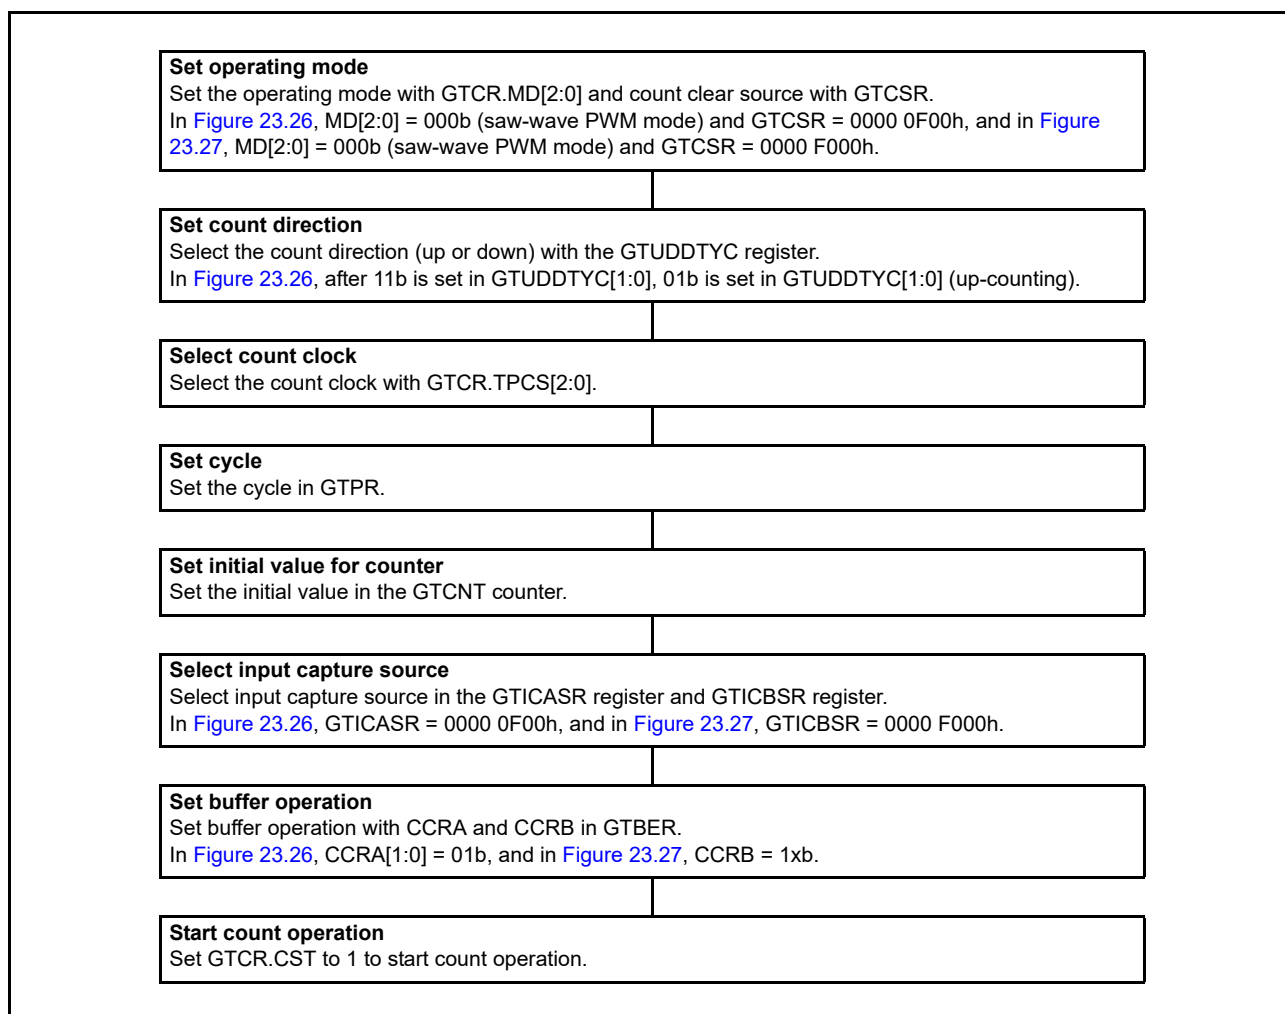 Set operating mode
Set the operating mode with GTCR.MD[2:0] and count clear source with GTCSR.
In Figure 23.26, MD[2:0] = 000b (saw-wave PWM mode) and GTCSR = 0000 0F00h, and in Figure
23.27, MD[2:0] = 000b (saw-wave PWM mode) and GTCSR = 0000 F000h.
Set count direction
Select the count direction (up or down) with the GTUDDTYC register.
In Figure 23.26, after 11b is set in GTUDDTYC[1:0], 01b is set in GTUDDTYC[1:0] (up-counting).
Select count clock
Select the count clock with GTCR.TPCS[2:0].
Set cycle
Set the cycle in GTPR.
Set initial value for counter
Set the initial value in the GTCNT counter.
Select input capture source
Select input capture source in the GTICASR register and GTICBSR register.
In Figure 23.26, GTICASR = 0000 0F00h, and in Figure 23.27, GTICBSR = 0000 F000h.
Set buffer operation
Set buffer operation with CCRA and CCRB in GTBER.
In Figure 23.26, CCRA[1:0] = 01b, and in Figure 23.27, CCRB = 1xb.
Start count operation
Set GTCR.CST to 1 to start count operation.